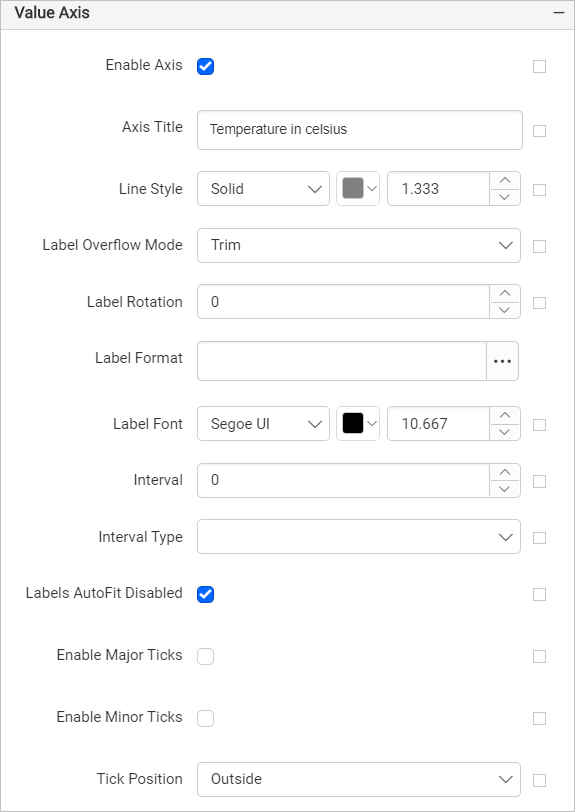 Value Axis
Enable Axis
Axis Title Temperature in celsius
Line Style Solid 1.333
Label Overflow Mode Trim
Label Rotation 0
Label Format ...
Label Font Segoe UI 10.667
Interval 0
Interval Type
Labels AutoFit Disabled
Enable Major Ticks
Enable Minor Ticks
Tick Position Outside